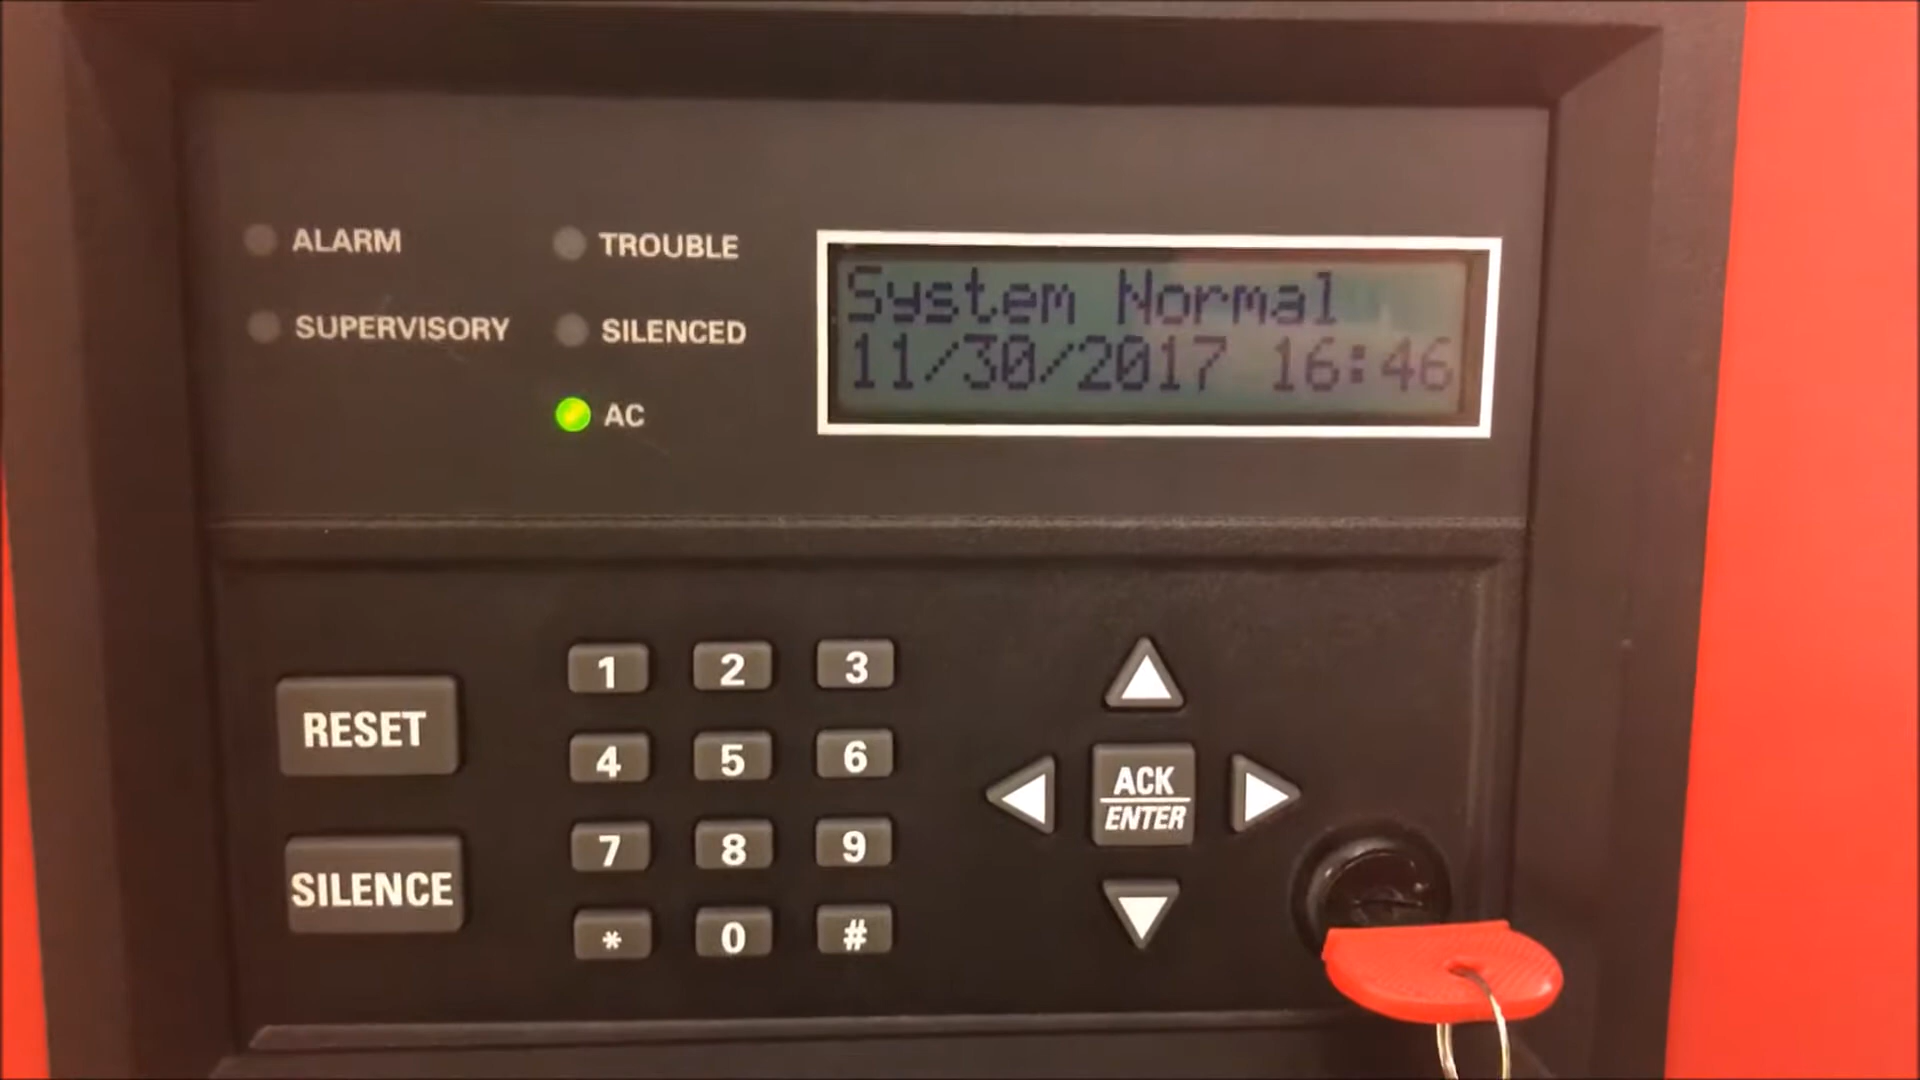 ALARM
TROUBLE
SUPERVISORY
SILENCED
AC
System Normal
11/30/2017 16:46
RESET
SILENCE
1 2 3
4 5 6
7 8 9
* 0 #
ACK
ENTER